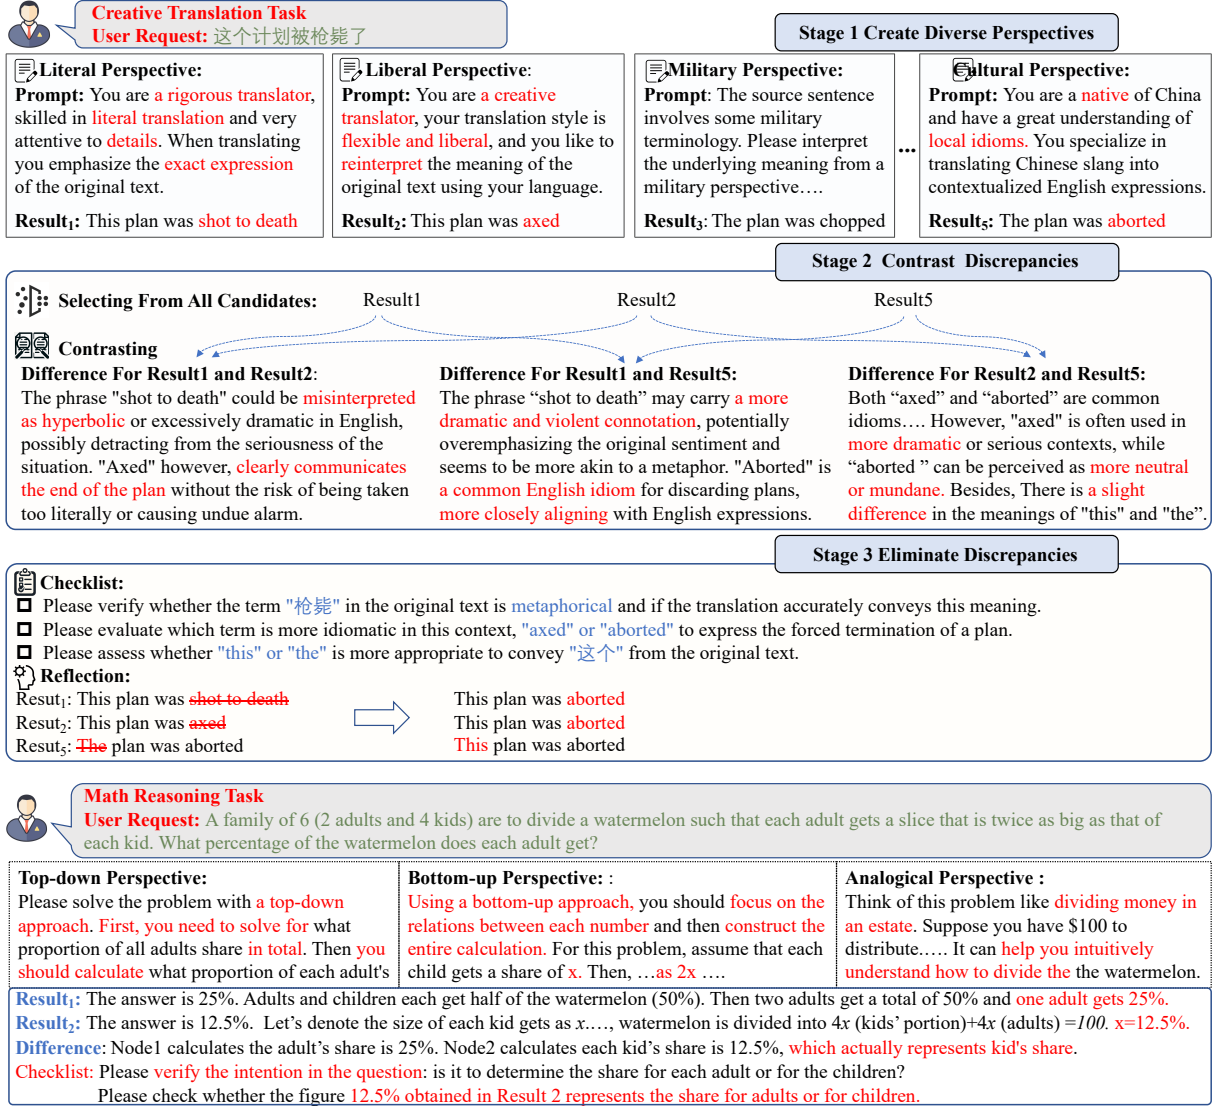 Creative Translation Task
User Request: 这个计划被枪毙了
Stage 1 Create Diverse Perspectives
Literal Perspective:
Prompt: You are a rigorous translator,
skilled in literal translation and very
attentive to details. When translating
you emphasize the exact expression
of the original text.
Result1: This plan was shot to death
Liberal Perspective:
Prompt: You are a creative
translator, your translation style is
flexible and liberal, and you like to
reinterpret the meaning of the
original text using your language.
Result2: This plan was axed
Military Perspective:
Prompt: The source sentence
involves some military
terminology. Please interpret
the underlying meaning from a
military perspective….
Result3: The plan was chopped
...
Cultural Perspective:
Prompt: You are a native of China
and have a great understanding of
local idioms. You specialize in
translating Chinese slang into
contextualized English expressions.
Result5: The plan was aborted
Stage 2 Contrast Discrepancies
Selecting From All Candidates: Result1 Result2 Result5
Contrasting
Difference For Result1 and Result2:
The phrase "shot to death" could be misinterpreted
as hyperbolic or excessively dramatic in English,
possibly detracting from the seriousness of the
situation. "Axed" however, clearly communicates
the end of the plan without the risk of being taken
too literally or causing undue alarm.
Difference For Result1 and Result5:
The phrase “shot to death” may carry a more
dramatic and violent connotation, potentially
overemphasizing the original sentiment and
seems to be more akin to a metaphor. "Aborted" is
a common English idiom for discarding plans,
more closely aligning with English expressions.
Difference For Result2 and Result5:
Both “axed” and “aborted” are common
idioms…. However, "axed" is often used in
more dramatic or serious contexts, while
“aborted ” can be perceived as more neutral
or mundane. Besides, There is a slight
difference in the meanings of "this" and "the”.
Stage 3 Eliminate Discrepancies
Checklist:
Please verify whether the term "枪毙" in the original text is metaphorical and if the translation accurately conveys this meaning.
Please evaluate which term is more idiomatic in this context, "axed" or "aborted" to express the forced termination of a plan.
Please assess whether "this" or "the" is more appropriate to convey "这个" from the original text.
Reflection:
Resut1: This plan was shot to death This plan was aborted
Resut2: This plan was axed This plan was aborted
Resut5: The plan was aborted This plan was aborted
Math Reasoning Task
User Request: A family of 6 (2 adults and 4 kids) are to divide a watermelon such that each adult gets a slice that is twice as big as that of
each kid. What percentage of the watermelon does each adult get?
Top-down Perspective:
Please solve the problem with a top-down
approach. First, you need to solve for what
proportion of all adults share in total. Then you
should calculate what proportion of each adult's
Bottom-up Perspective: :
Using a bottom-up approach, you should focus on the
relations between each number and then construct the
entire calculation. For this problem, assume that each
child gets a share of x. Then, …as 2x ….
Analogical Perspective :
Think of this problem like dividing money in
an estate. Suppose you have $100 to
distribute.…. It can help you intuitively
understand how to divide the the watermelon.
Result1: The answer is 25%. Adults and children each get half of the watermelon (50%). Then two adults get a total of 50% and one adult gets 25%.
Result2: The answer is 12.5%. Let’s denote the size of each kid gets as x.…, watermelon is divided into 4x (kids’ portion)+4x (adults) =100. x=12.5%.
Difference: Node1 calculates the adult’s share is 25%. Node2 calculates each kid’s share is 12.5%, which actually represents kid's share.
Checklist: Please verify the intention in the question: is it to determine the share for each adult or for the children?
Please check whether the figure 12.5% obtained in Result 2 represents the share for adults or for children.